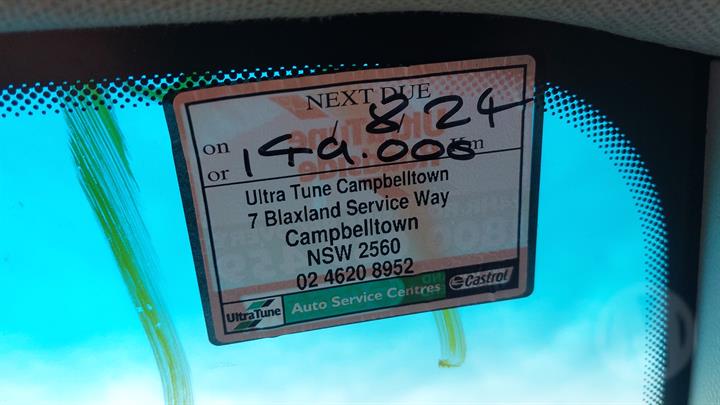 NEXT DUE
on / 8/24
or 149.000 Km
Ultra Tune Campbelltown
7 Blaxland Service Way
Campbelltown
NSW 2560
02 4620 8952
UltraTune Auto Service Centres Castrol